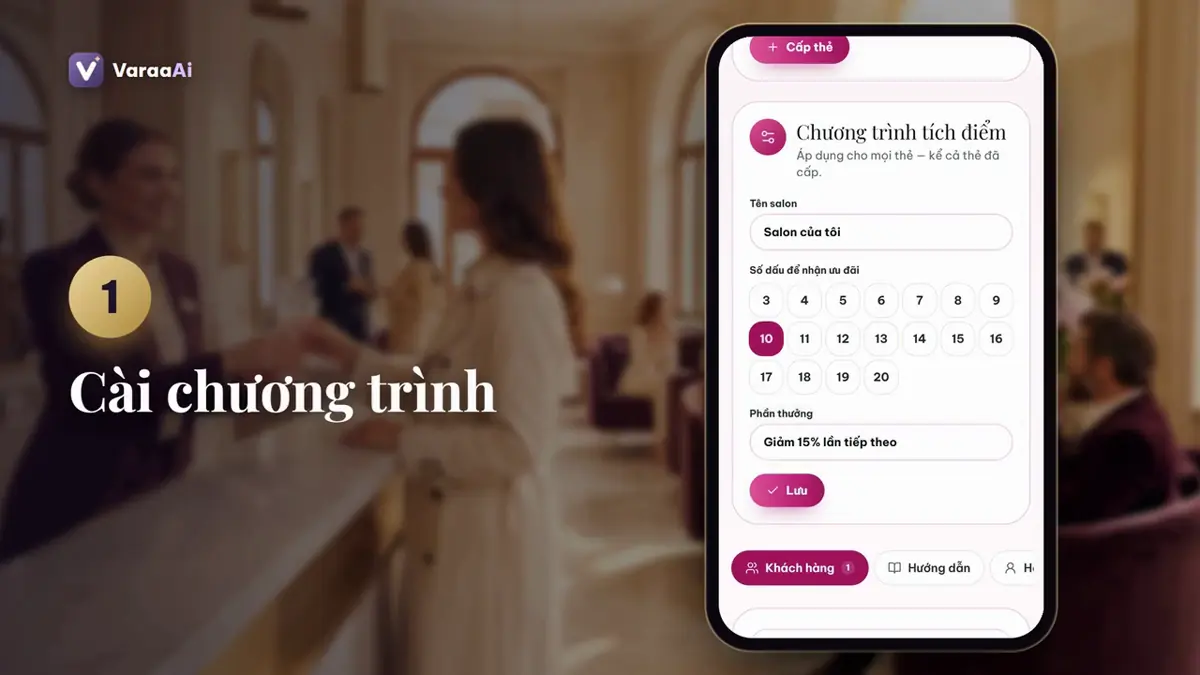 VaraaAi
1
Cài chương trình
+ Cấp thẻ
Chương trình tích điểm
Áp dụng cho mọi thẻ — kể cả thẻ đã
cấp.
Tên salon
Salon của tôi
Số dấu để nhận ưu đãi
3 4 5 6 7 8 9
10 11 12 13 14 15 16
17 18 19 20
Phần thưởng
Giảm 15% lần tiếp theo
Lưu
Khách hàng 1 Hướng dẫn